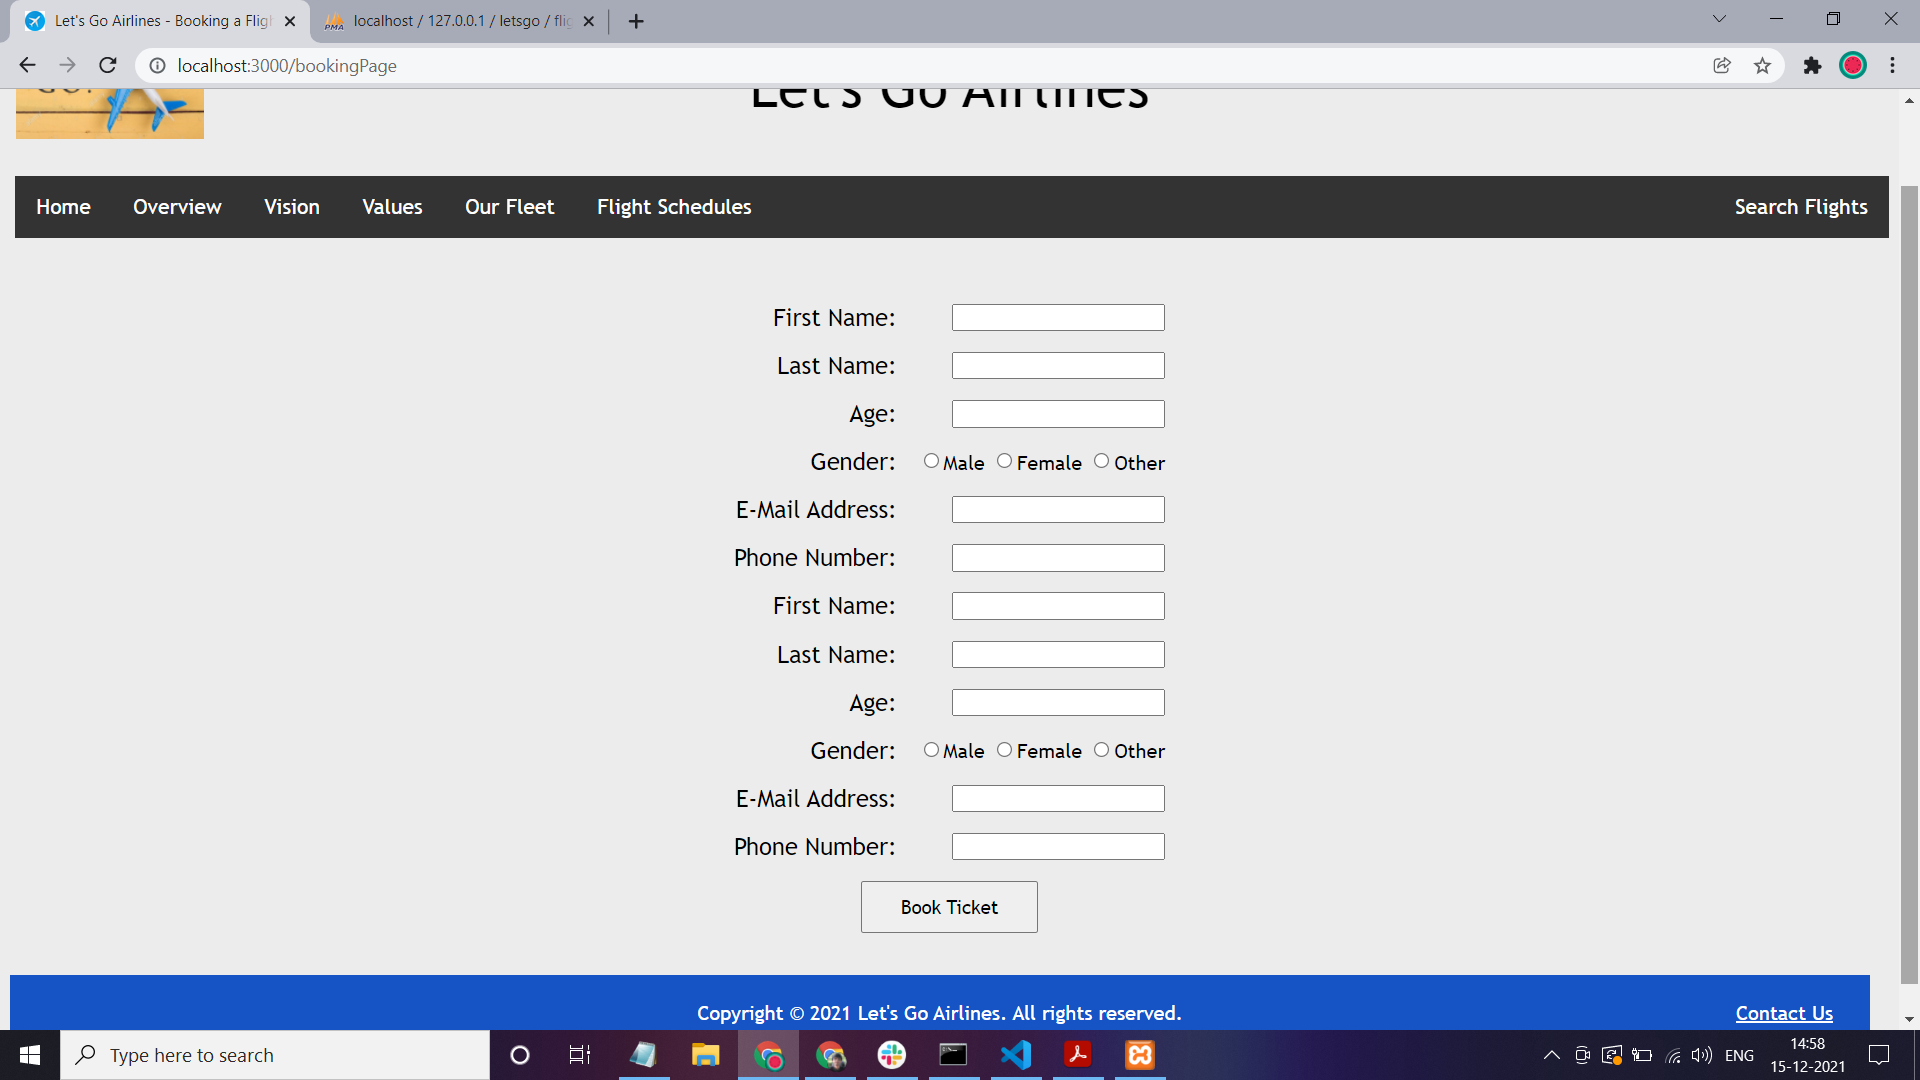 Let's Go Airlines - Booking a Fligh
localhost / 127.0.0.1 / letsgo / flig
localhost:3000/bookingPage
GO!
Let's Go Airlines
Home Overview Vision Values Our Fleet Flight Schedules Search Flights
First Name:
Last Name:
Age:
Gender: Male Female Other
E-Mail Address:
Phone Number:
First Name:
Last Name:
Age:
Gender: Male Female Other
E-Mail Address:
Phone Number:
Book Ticket
Copyright © 2021 Let's Go Airlines. All rights reserved. Contact Us
Type here to search
ENG
14:58
15-12-2021